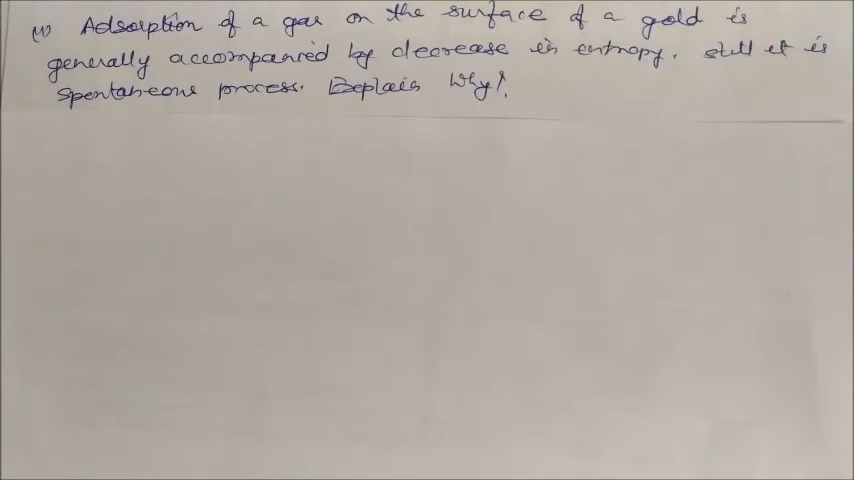 (11) Adsorption of a gas on the surface of a gold is
generally accompanied by decrease in entropy. still it is
spontaneous process. Explain Why?